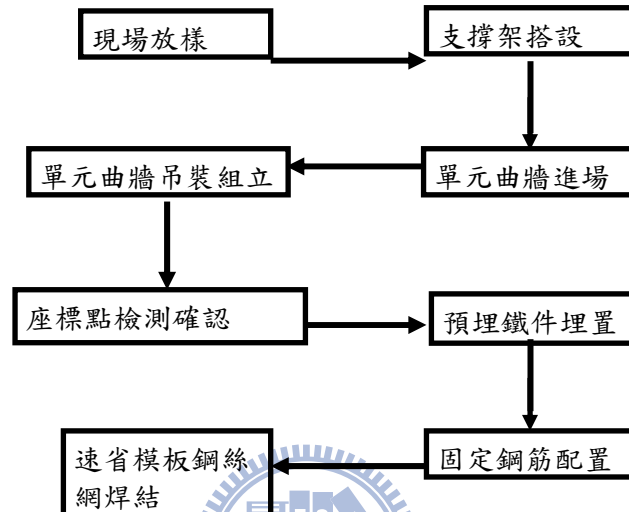 現場放樣
支撐架搭設
單元曲牆進場
單元曲牆吊裝組立
座標點檢測確認
預埋鐵件埋置
固定鋼筋配置
速省模板鋼絲
網焊結